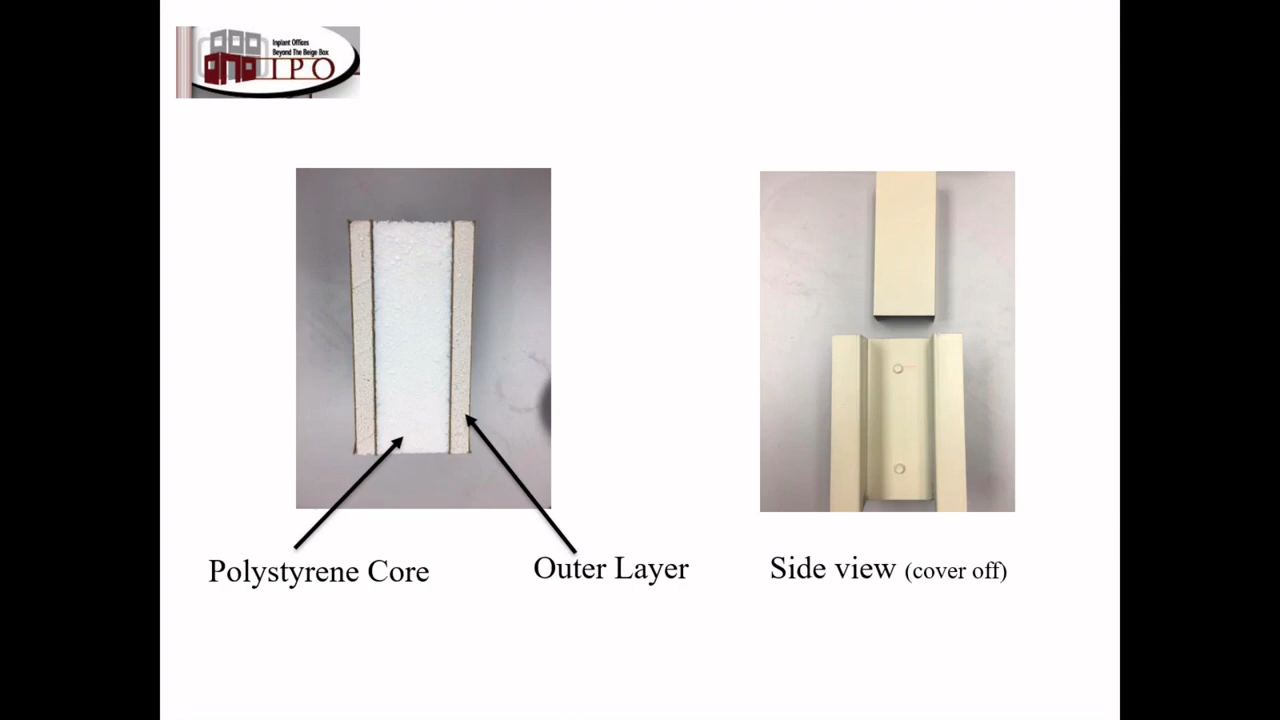 Inplant Offices
Beyond The Beige Box
IPO
Polystyrene Core
Outer Layer
Side view (cover off)